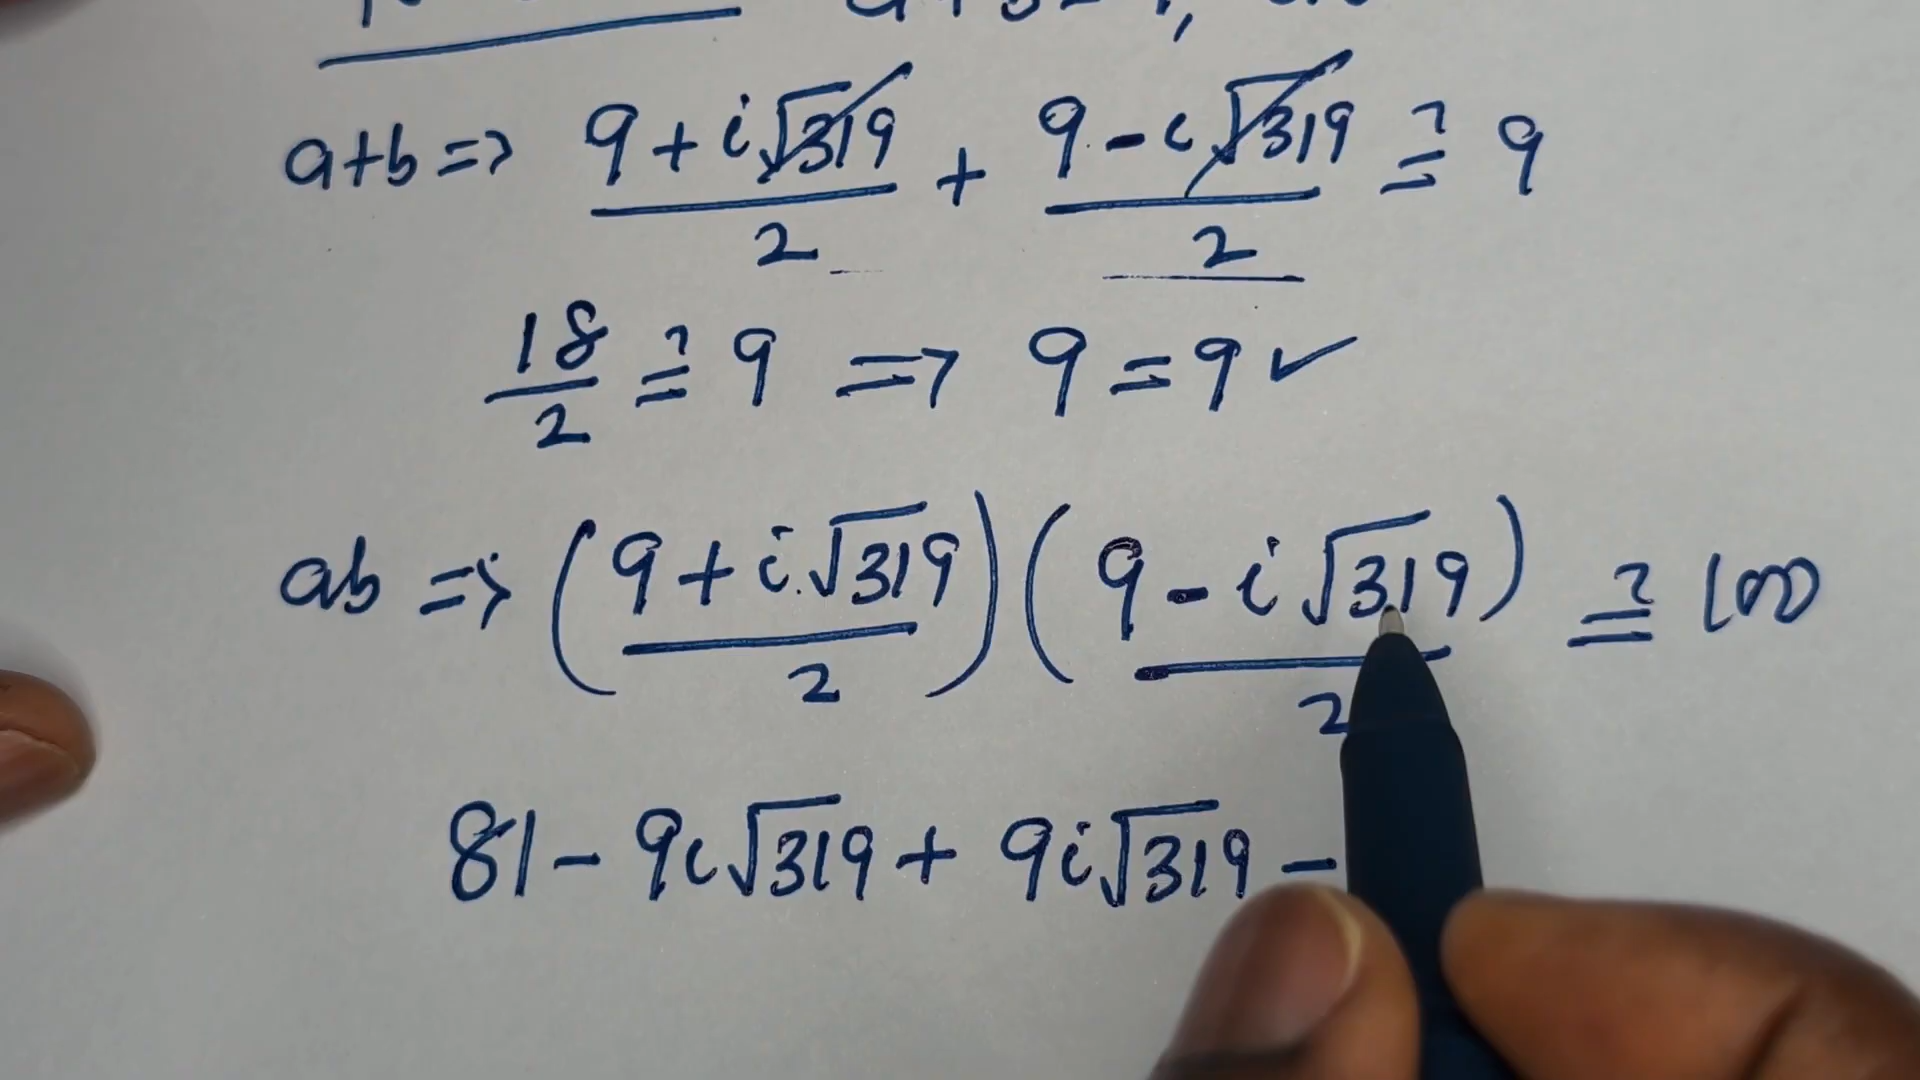 a+b => (9 + i√319)/2 + (9 - i√319)/2 ≟ 9
18/2 ≟ 9 => 9 = 9 ✓
ab => ((9 + i√319)/2)((9 - i√319)/2) ≟ 100
81 - 9i√319 + 9i√319 -